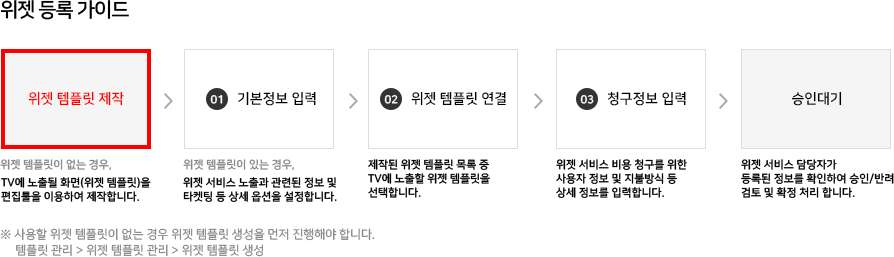 위젯 등록 가이드
위젯 템플릿 제작
01 기본정보 입력
02 위젯 템플릿 연결
03 청구정보 입력
승인대기
위젯 템플릿이 없는 경우,
TV에 노출될 화면(위젯 템플릿)을
편집툴을 이용하여 제작합니다.
위젯 템플릿이 있는 경우,
위젯 서비스 노출과 관련된 정보 및
타겟팅 등 상세 옵션을 설정합니다.
제작된 위젯 템플릿 목록 중
TV에 노출할 위젯 템플릿을
선택합니다.
위젯 서비스 비용 청구를 위한
사용자 정보 및 지불방식 등
상세 정보를 입력합니다.
위젯 서비스 담당자가
등록된 정보를 확인하여 승인/반려
검토 및 확정 처리 합니다.
※ 사용할 위젯 템플릿이 없는 경우 위젯 템플릿 생성을 먼저 진행해야 합니다.
템플릿 관리 > 위젯 템플릿 관리 > 위젯 템플릿 생성